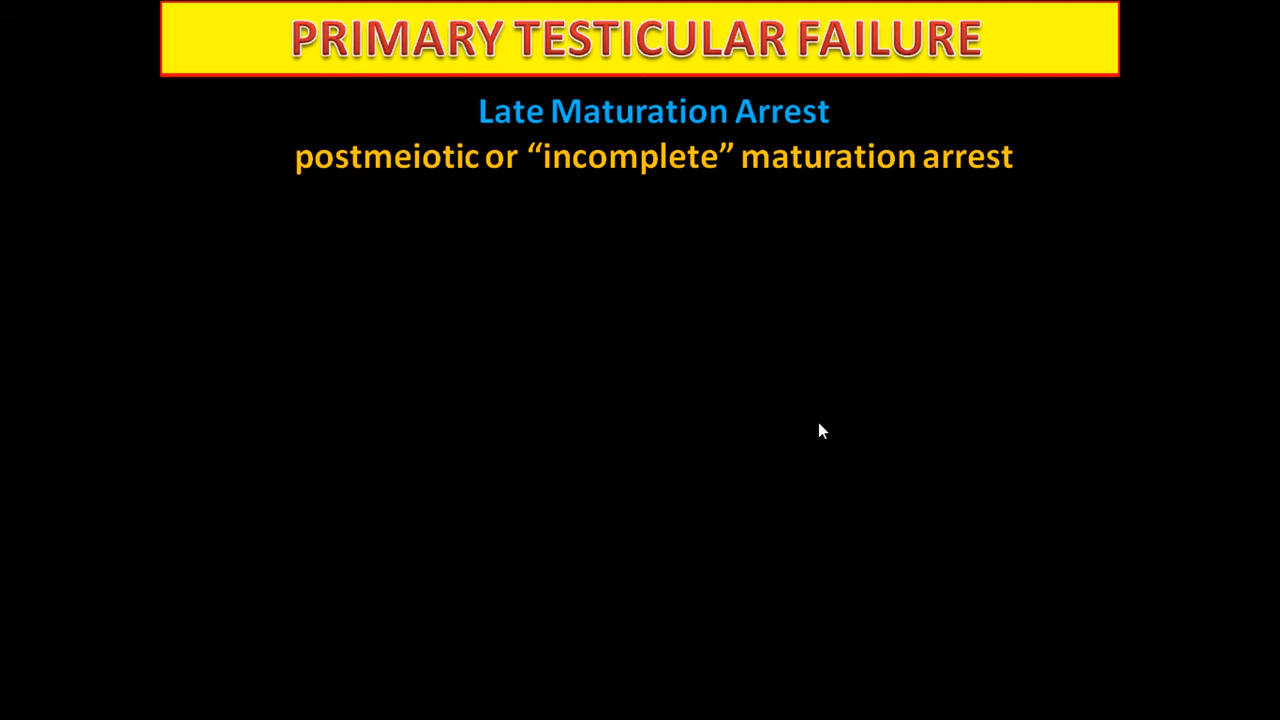 PRIMARY TESTICULAR FAILURE
Late Maturation Arrest
postmeiotic or “incomplete” maturation arrest